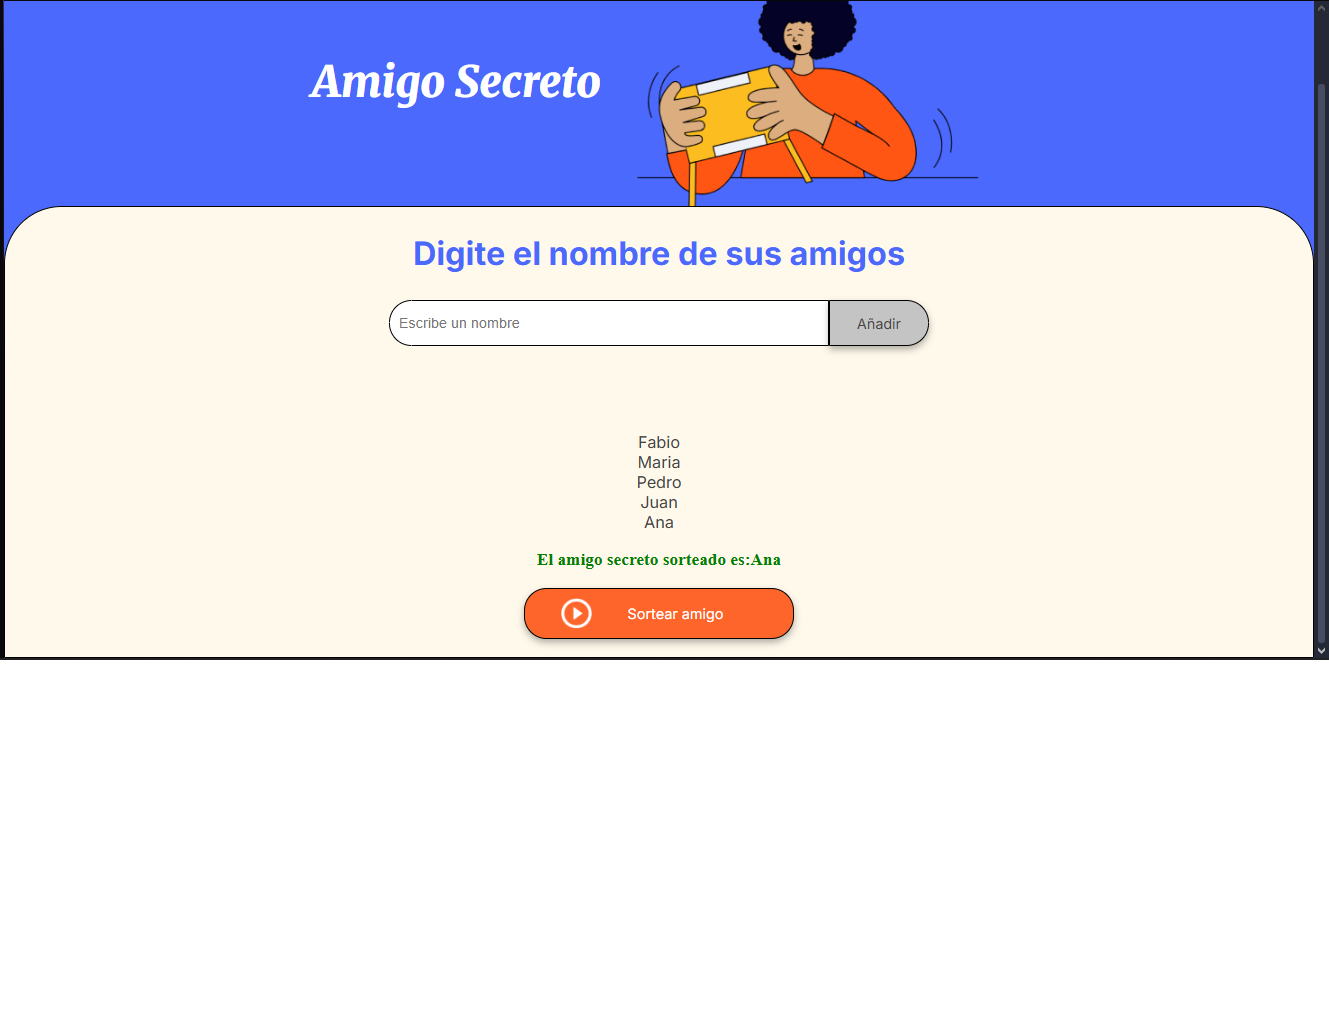 Amigo Secreto
Digite el nombre de sus amigos
Escribe un nombre
Añadir
Fabio
Maria
Pedro
Juan
Ana
El amigo secreto sorteado es:Ana
Sortear amigo